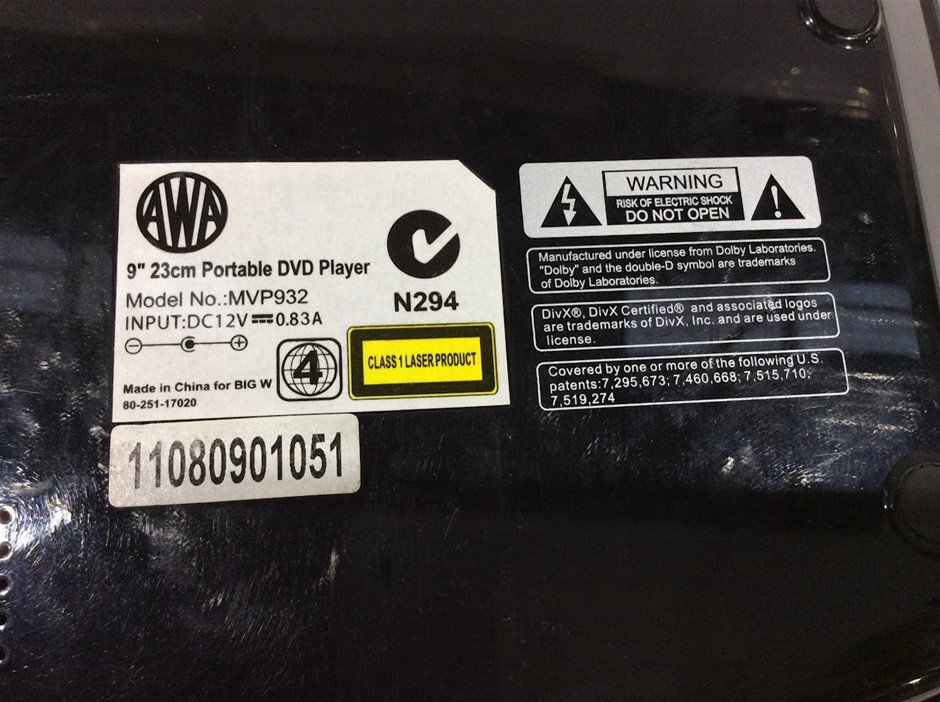 AWA
9" 23cm Portable DVD Player
Model No.:MVP932
INPUT:DC12V⎓0.83A
N294
4
CLASS 1 LASER PRODUCT
Made in China for BIG W
80-251-17020
11080901051
WARNING
RISK OF ELECTRIC SHOCK
DO NOT OPEN
Manufactured under license from Dolby Laboratories.
"Dolby" and the double-D symbol are trademarks
of Dolby Laboratories.
DivX®, DivX Certified® and associated logos
are trademarks of DivX, Inc. and are used under
license.
Covered by one or more of the following U.S.
patents:7,295,673; 7,460,668; 7,515,710;
7,519,274